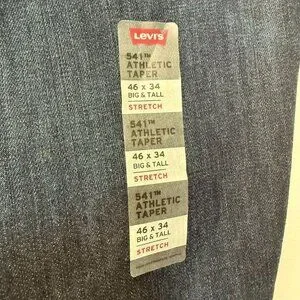 Levi's
541™
ATHLETIC
TAPER
46 x 34
BIG & TALL
STRETCH
541™
ATHLETIC
TAPER
46 x 34
BIG & TALL
STRETCH
541™
ATHLETIC
TAPER
46 x 34
BIG & TALL
STRETCH